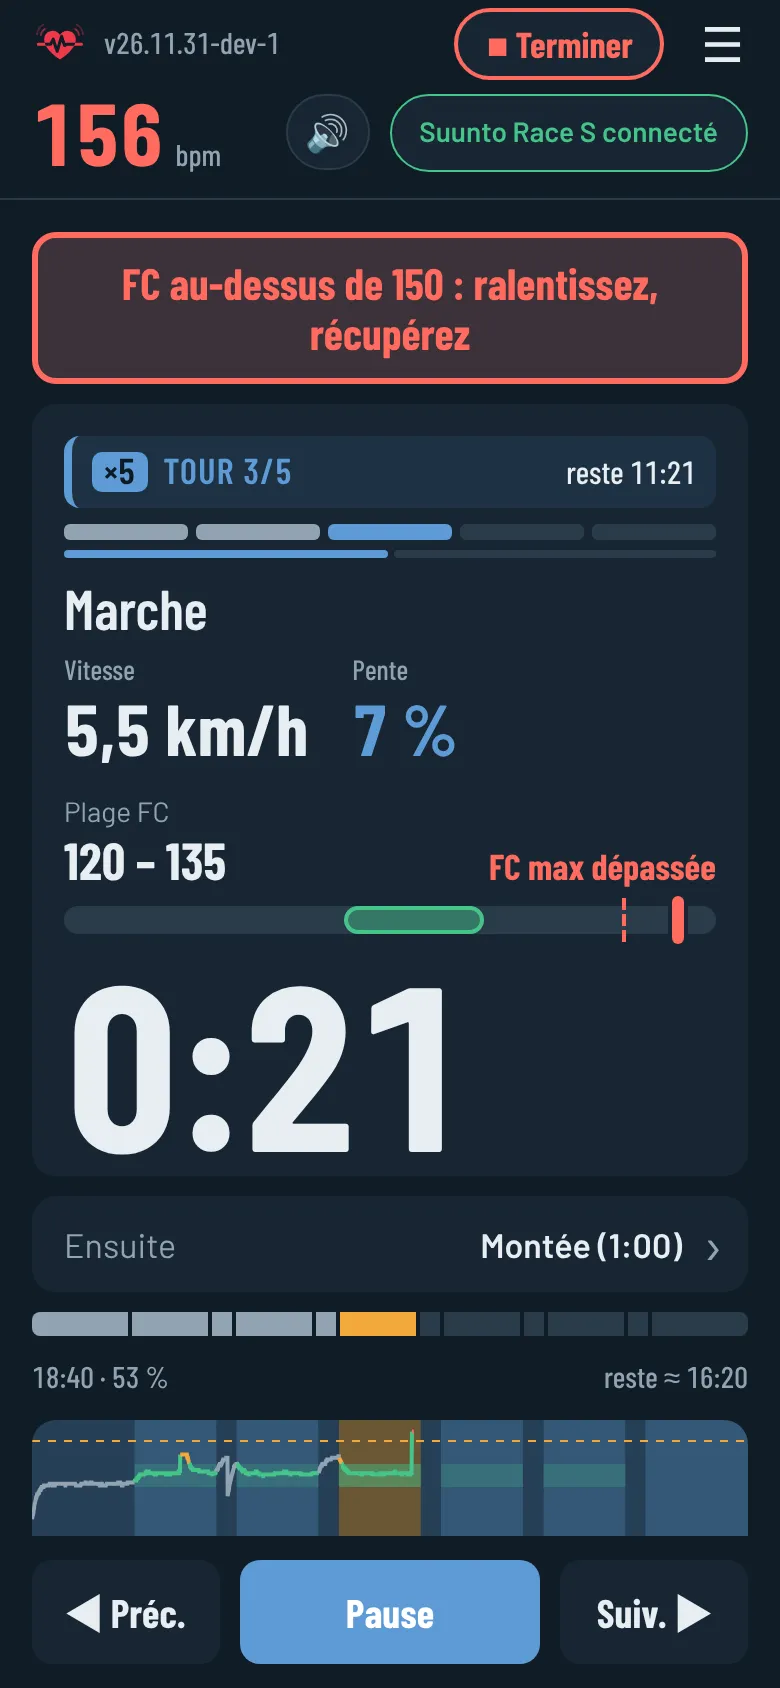 v26.11.31-dev-1
■ Terminer
156 bpm
Suunto Race S connecté
FC au-dessus de 150 : ralentissez,
récupérez
×5 TOUR 3/5
reste 11:21
Marche
Vitesse
Pente
5,5 km/h
7 %
Plage FC
120 – 135
FC max dépassée
0:21
Ensuite
Montée (1:00) ›
18:40 · 53 %
reste ≈ 16:20
◀ Préc.
Pause
Suiv. ▶